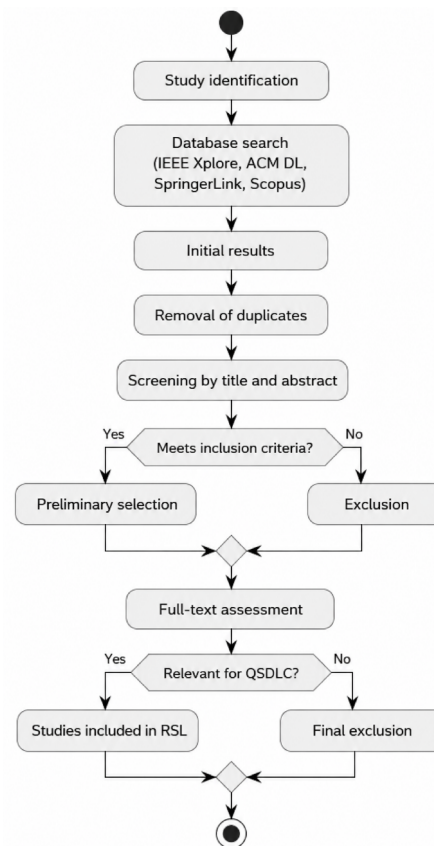 Study identification
Database search
(IEEE Xplore, ACM DL,
SpringerLink, Scopus)
Initial results
Removal of duplicates
Screening by title and abstract
Yes
Meets inclusion criteria?
No
Preliminary selection
Exclusion
Full-text assessment
Yes
Relevant for QSDLC?
No
Studies included in RSL
Final exclusion